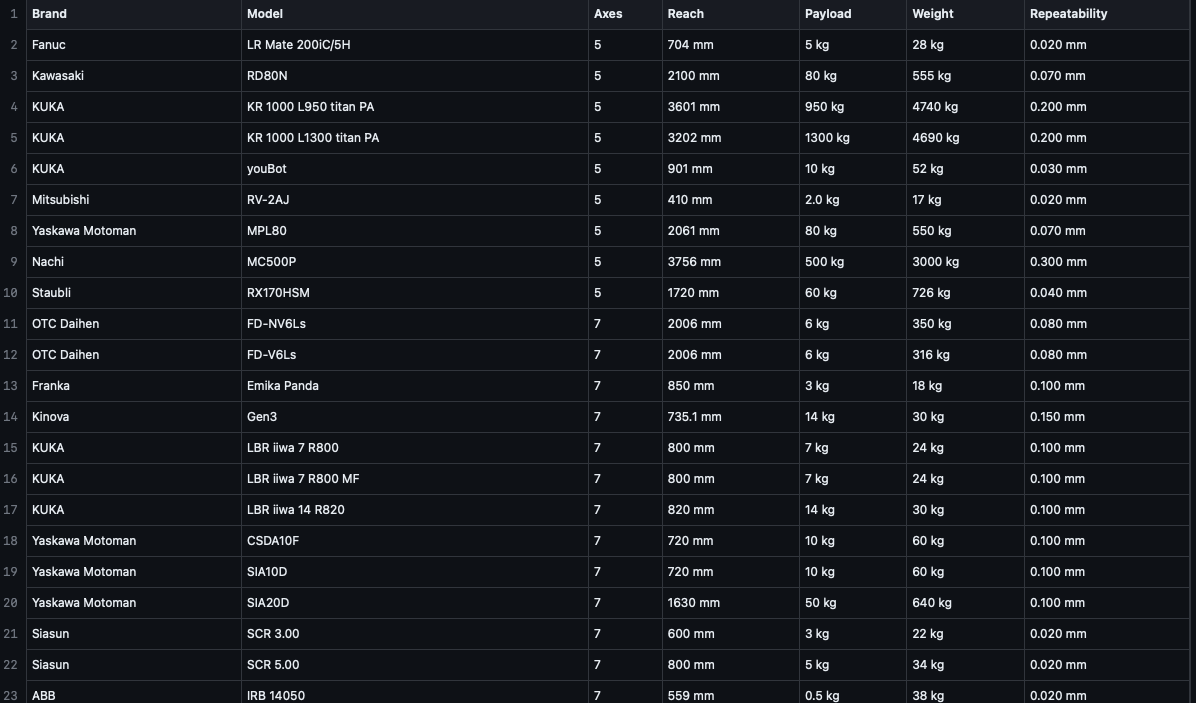 1 Brand Model Axes Reach Payload Weight Repeatability
2 Fanuc LR Mate 200iC/5H 5 704 mm 5 kg 28 kg 0.020 mm
3 Kawasaki RD80N 5 2100 mm 80 kg 555 kg 0.070 mm
4 KUKA KR 1000 L950 titan PA 5 3601 mm 950 kg 4740 kg 0.200 mm
5 KUKA KR 1000 L1300 titan PA 5 3202 mm 1300 kg 4690 kg 0.200 mm
6 KUKA youBot 5 901 mm 10 kg 52 kg 0.030 mm
7 Mitsubishi RV-2AJ 5 410 mm 2.0 kg 17 kg 0.020 mm
8 Yaskawa Motoman MPL80 5 2061 mm 80 kg 550 kg 0.070 mm
9 Nachi MC500P 5 3756 mm 500 kg 3000 kg 0.300 mm
10 Staubli RX170HSM 5 1720 mm 60 kg 726 kg 0.040 mm
11 OTC Daihen FD-NV6Ls 7 2006 mm 6 kg 350 kg 0.080 mm
12 OTC Daihen FD-V6Ls 7 2006 mm 6 kg 316 kg 0.080 mm
13 Franka Emika Panda 7 850 mm 3 kg 18 kg 0.100 mm
14 Kinova Gen3 7 735.1 mm 14 kg 30 kg 0.150 mm
15 KUKA LBR iiwa 7 R800 7 800 mm 7 kg 24 kg 0.100 mm
16 KUKA LBR iiwa 7 R800 MF 7 800 mm 7 kg 24 kg 0.100 mm
17 KUKA LBR iiwa 14 R820 7 820 mm 14 kg 30 kg 0.100 mm
18 Yaskawa Motoman CSDA10F 7 720 mm 10 kg 60 kg 0.100 mm
19 Yaskawa Motoman SIA10D 7 720 mm 10 kg 60 kg 0.100 mm
20 Yaskawa Motoman SIA20D 7 1630 mm 50 kg 640 kg 0.100 mm
21 Siasun SCR 3.00 7 600 mm 3 kg 22 kg 0.020 mm
22 Siasun SCR 5.00 7 800 mm 5 kg 34 kg 0.020 mm
23 ABB IRB 14050 7 559 mm 0.5 kg 38 kg 0.020 mm